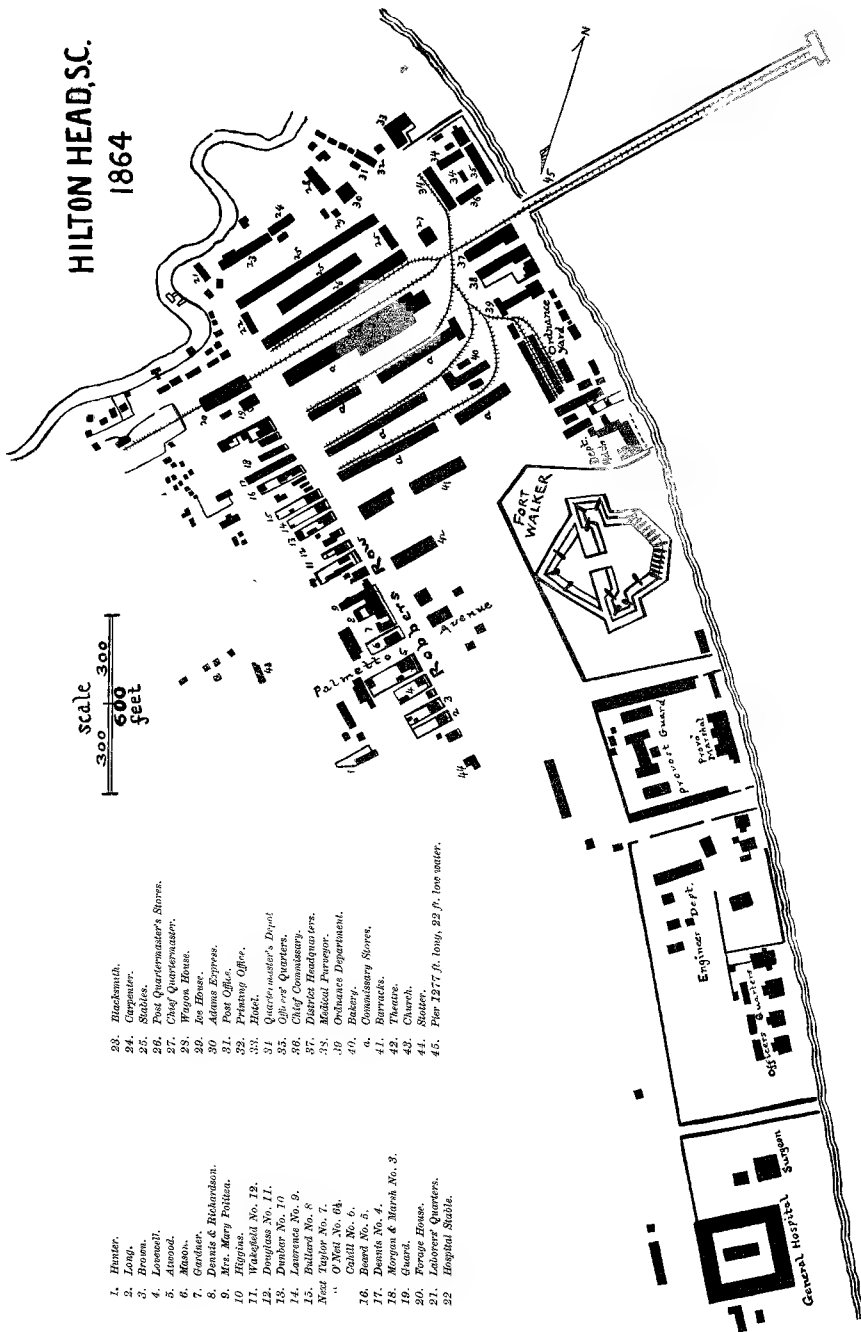 HILTON HEAD, S.C.
1864
scale
300 300
600
feet
1. Hunter.
2. Long.
3. Brown.
4. Lovewell.
5. Atwood.
6. Mason.
7. Gardner.
8. Dennis & Richardson.
9. Mrs. Mary Politza.
10 Higgins.
11. Wakefield No. 12.
12. Douglass No. 11.
13. Dunbar No. 10
14. Lawrence No. 9.
15. Bullard No. 8
Next Taylor No. 7.
" O'Neil No. 6½.
Cahill No. 6.
16. Beard No. 5.
17. Dennis No. 4.
18. Morgan & March No. 3.
19. Guard.
20. Forage House.
21. Laborers' Quarters.
22 Hospital Stable.
23. Blacksmith.
24. Carpenter.
25. Stables.
26. Post Quartermaster's Stores.
27. Chief Quartermaster.
28. Wagon House.
29. Ice House.
30 Adams Express.
31. Post Office.
32. Printing Office.
33. Hotel.
34 Quartermaster's Depot
35. Officers' Quarters.
36. Chief Commissary.
37. District Headquarters.
38. Medical Purveyor.
39 Ordnance Department.
40. Bakery.
a. Commissary Stores.
41. Barracks.
42. Theatre.
43. Church.
44. Stolter.
45. Pier 1277 ft. long, 22 ft. low water.
N
Palmetto
Avenue
Robbers Row
Ordnance
Yard
FORT
WALKER
Provost Guard
Provo
Marshal
Engineer Dept.
Officers Quarters
Surgeon
General Hospital